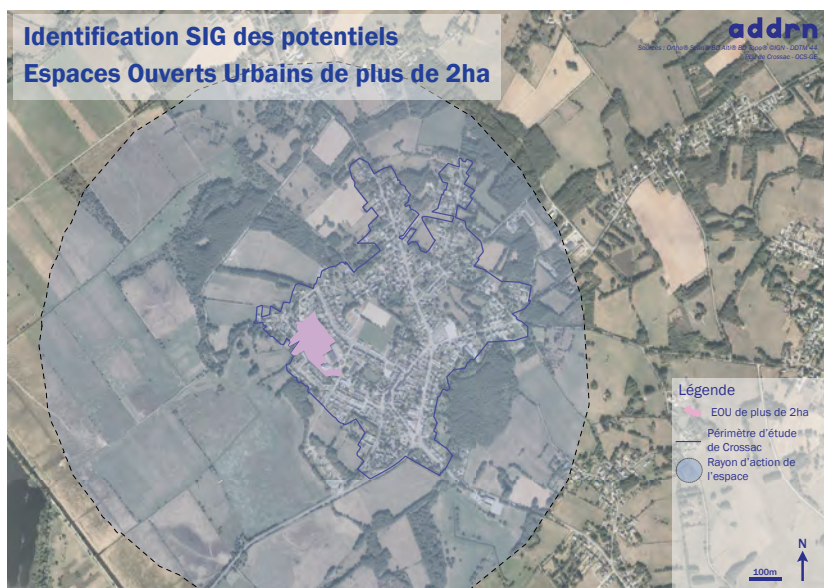 Identification SIG des potentiels
Espaces Ouverts Urbains de plus de 2ha
addrn
Légende
EOU de plus de 2ha
Périmètre d'étude
de Crossac
Rayon d'action de
l'espace
N
100m